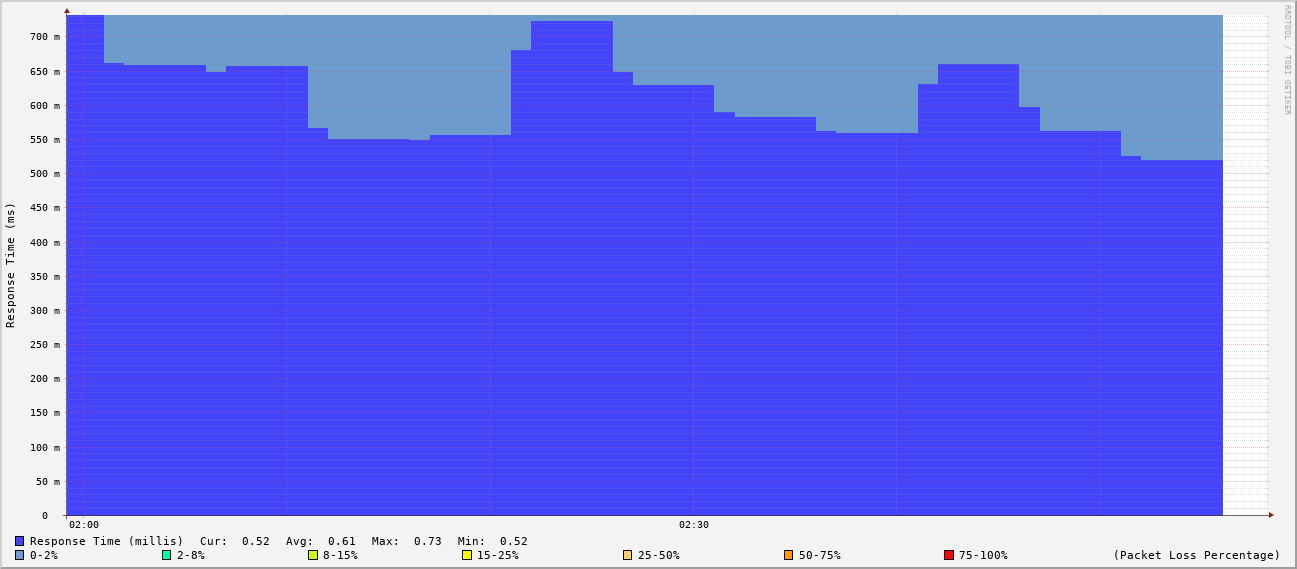 RRDTOOL / TOBI OETIKER
Response Time (ms)
700 m
650 m
600 m
550 m
500 m
450 m
400 m
350 m
300 m
250 m
200 m
150 m
100 m
50 m
0
02:00 02:30
Response Time (millis) Cur: 0.52 Avg: 0.61 Max: 0.73 Min: 0.52
0-2% 2-8% 8-15% 15-25% 25-50% 50-75% 75-100% (Packet Loss Percentage)